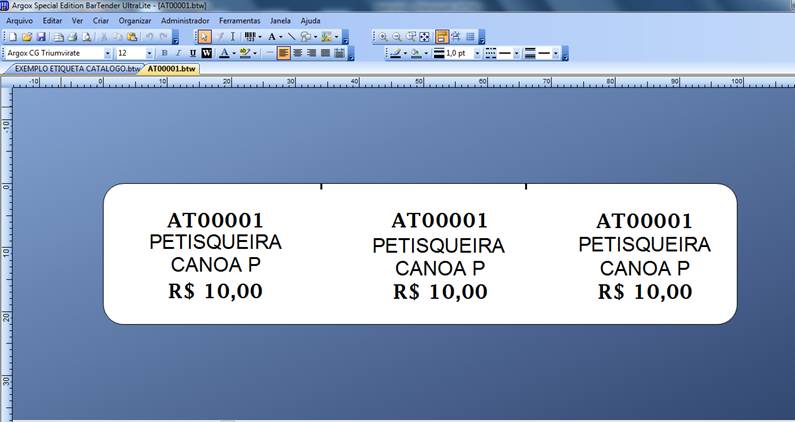 Argox Special Edition BarTender UltraLite - [AT00001.btw]
Arquivo Editar Ver Criar Organizar Administrador Ferramentas Janela Ajuda
Argox CG Triumvirate 12 B I U W A 1,0 pt
EXEMPLO ETIQUETA CATALOGO.btw AT00001.btw
-10 0 10 20 30 40 50 60 70 80 90 100
-10
0
10
20
30
AT00001 AT00001 AT00001
PETISQUEIRA PETISQUEIRA PETISQUEIRA
CANOA P CANOA P CANOA P
R$ 10,00 R$ 10,00 R$ 10,00